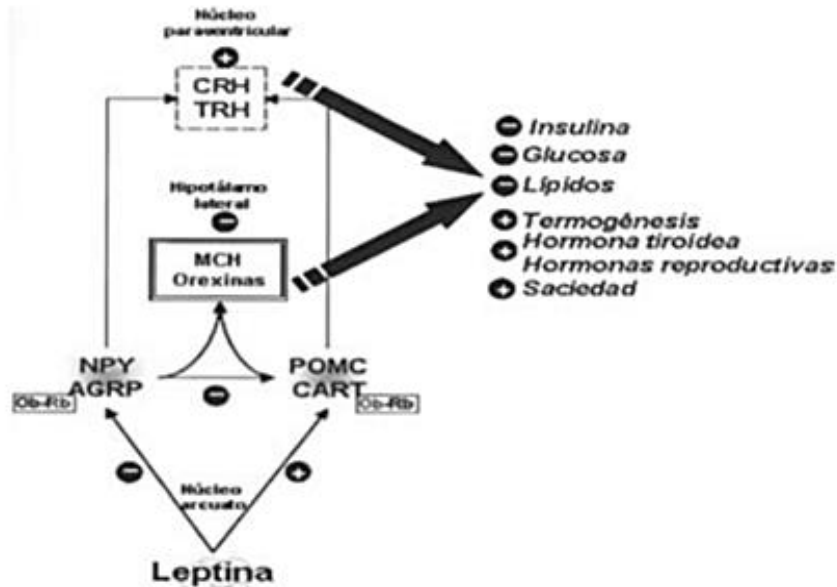 Núcleo
paraventricular
+
CRH
TRH
- Insulina
- Glucosa
- Lípidos
+ Termogênesis
+ Hormona tiroidea
Hormonas reproductivas
+ Saciedad
Hipotálamo
lateral
-
MCH
Orexinas
NPY
AGRP
Ob-Rb
-
POMC
CART
Ob-Rb
-
+
Núcleo
arcuato
Leptina